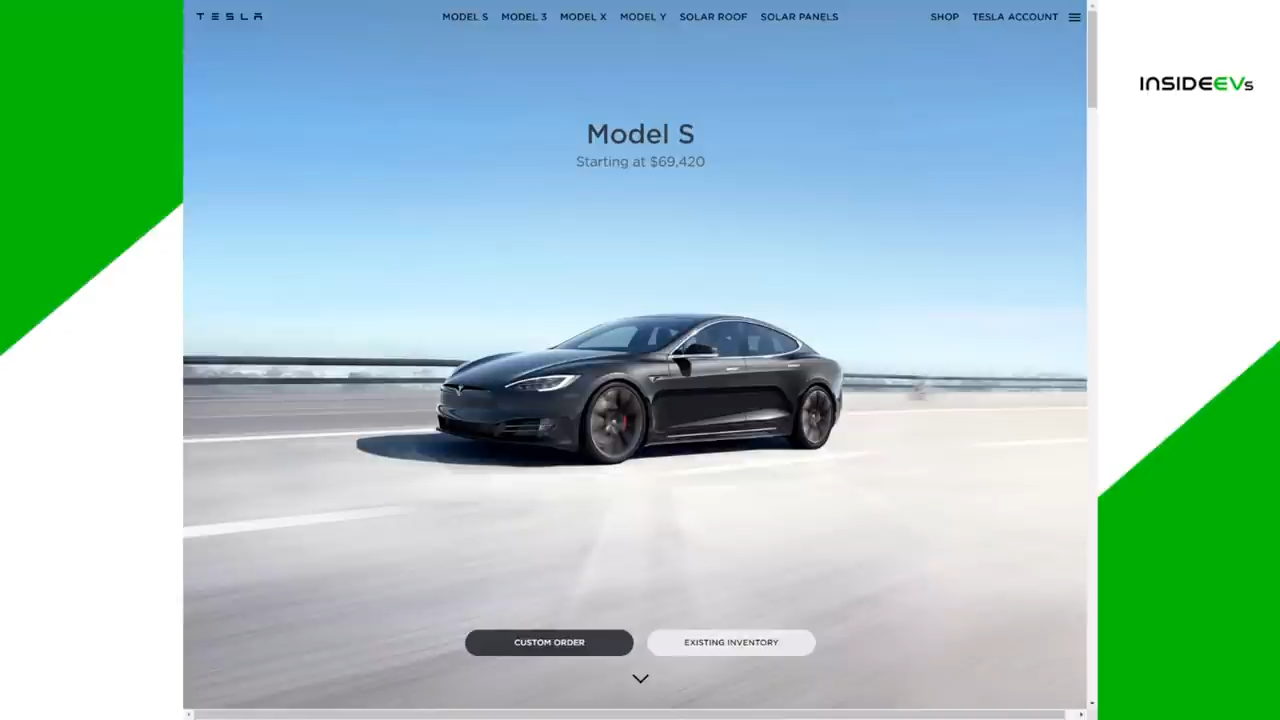 TESLA
MODEL S MODEL 3 MODEL X MODEL Y SOLAR ROOF SOLAR PANELS
SHOP TESLA ACCOUNT
INSIDEEVs
Model S
Starting at $69,420
CUSTOM ORDER
EXISTING INVENTORY